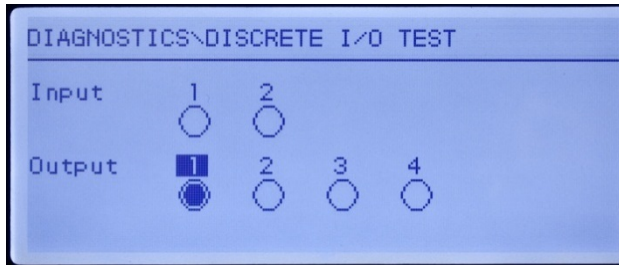 DIAGNOSTICS\DISCRETE I/O TEST
Input 1 2
Output 1 2 3 4